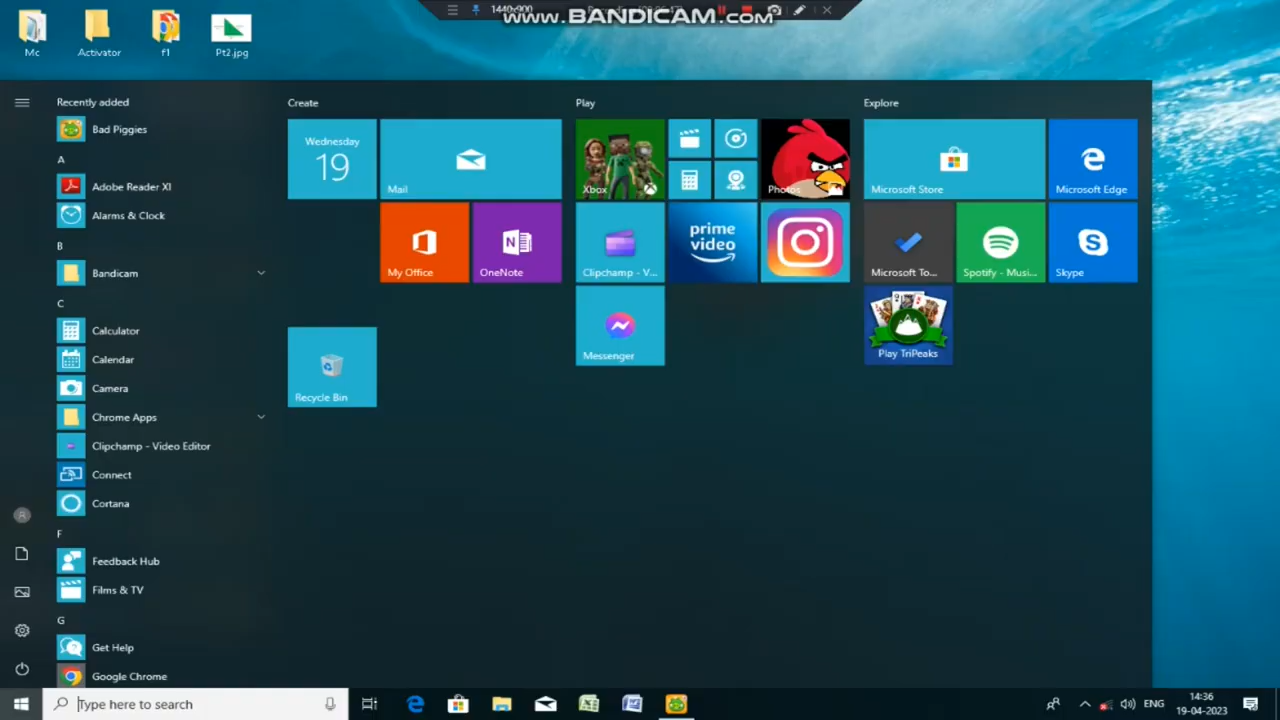 1440x900
www.BANDICAM.com
Mc
Activator
f1
Pt2.jpg
Recently added
Bad Piggies
A
Adobe Reader XI
Alarms & Clock
B
Bandicam
C
Calculator
Calendar
Camera
Chrome Apps
Clipchamp - Video Editor
Connect
Cortana
F
Feedback Hub
Films & TV
G
Get Help
Google Chrome
Create
Wednesday
19
Mail
My Office
OneNote
Recycle Bin
Play
Xbox
Photos
Clipchamp - V...
prime
video
Messenger
Explore
Microsoft Store
Microsoft Edge
Microsoft To...
Spotify - Musi...
Skype
Play TriPeaks
Type here to search
ENG
14:36
19-04-2023